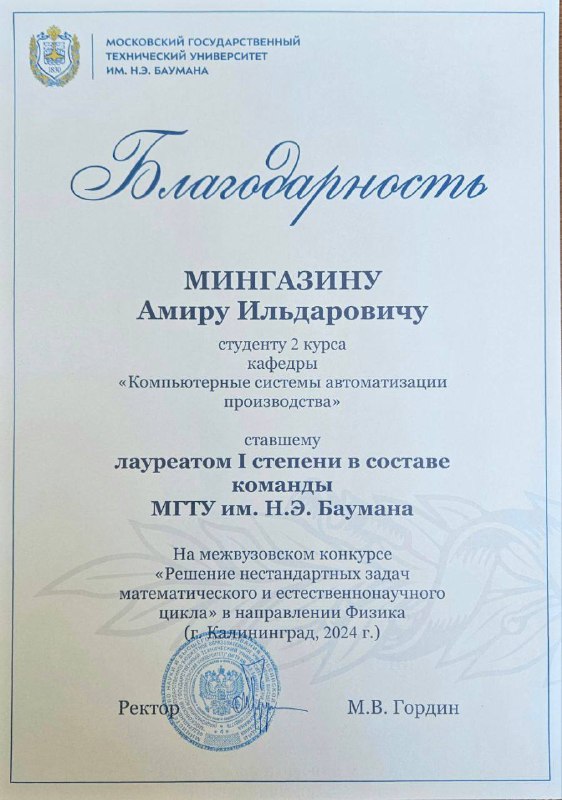 МОСКОВСКИЙ ГОСУДАРСТВЕННЫЙ
ТЕХНИЧЕСКИЙ УНИВЕРСИТЕТ
ИМ. Н.Э. БАУМАНА
1830
Благодарность
МИНГАЗИНУ
Амиру Ильдаровичу
студенту 2 курса
кафедры
«Компьютерные системы автоматизации
производства»
ставшему
лауреатом I степени в составе
команды
МГТУ им. Н.Э. Баумана
На межвузовском конкурсе
«Решение нестандартных задач
математического и естественнонаучного
цикла» в направлении Физика
(г. Калининград, 2024 г.)
Ректор
М.В. Гордин